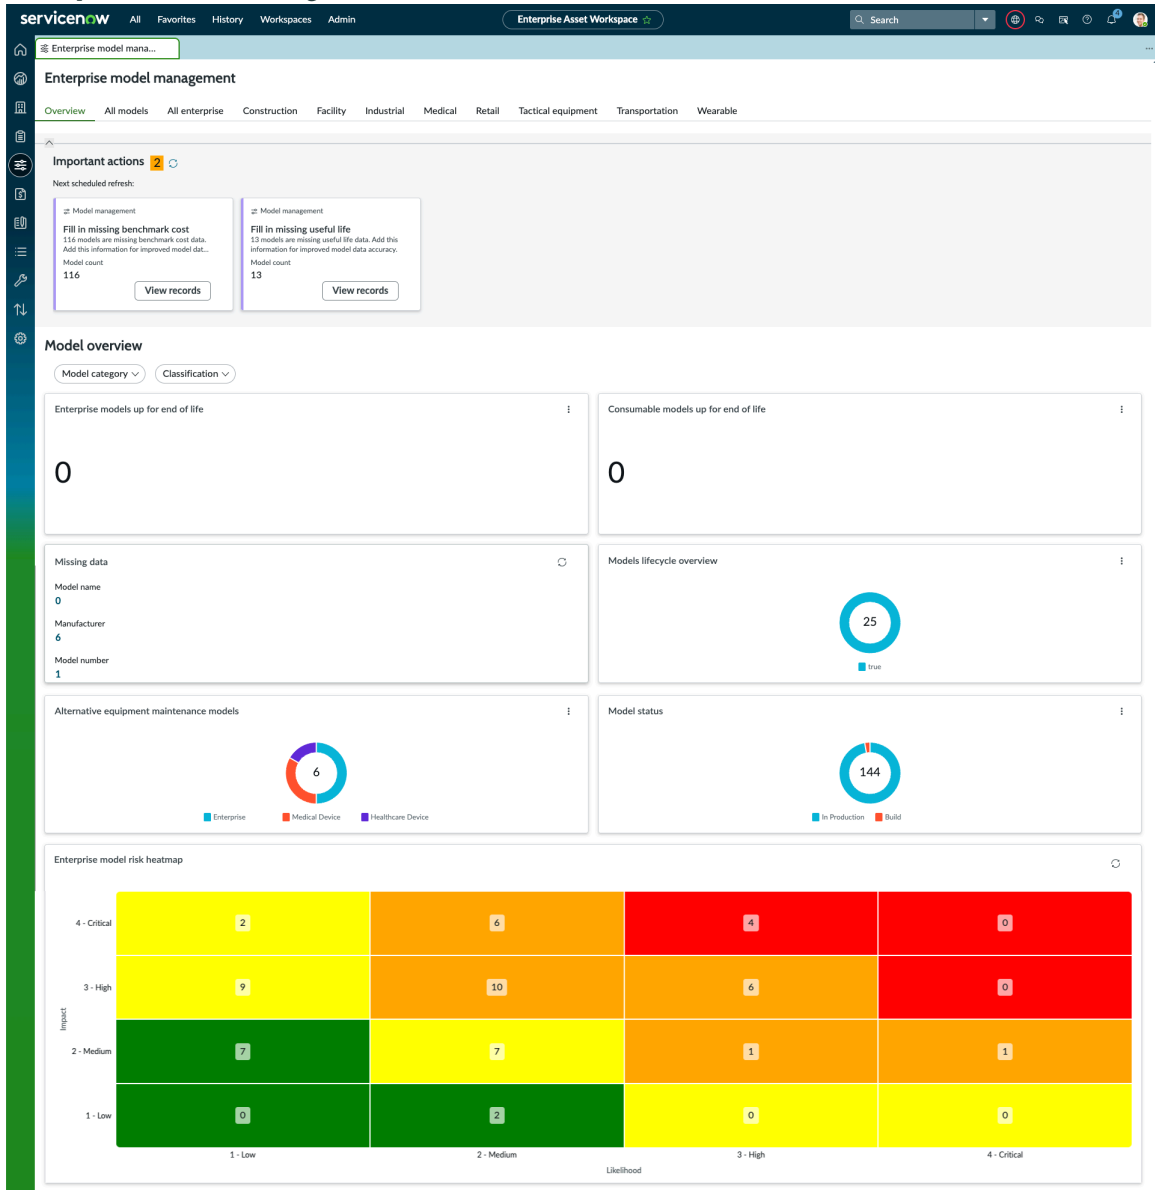 servicenow
All
Favorites
History
Workspaces
Admin
Enterprise Asset Workspace
Search
4
Enterprise model mana...
Enterprise model management
Overview
All models
All enterprise
Construction
Facility
Industrial
Medical
Retail
Tactical equipment
Transportation
Wearable
Important actions 2
Next scheduled refresh:
Model management
Fill in missing benchmark cost
116 models are missing benchmark cost data.
Add this information for improved model dat...
Model count
116
View records
Model management
Fill in missing useful life
13 models are missing useful life data. Add this
information for improved model data accuracy.
Model count
13
View records
Model overview
Model category
Classification
Enterprise models up for end of life
0
Consumable models up for end of life
0
Missing data
Model name
0
Manufacturer
6
Model number
1
Models lifecycle overview
25
true
Alternative equipment maintenance models
6
Enterprise
Medical Device
Healthcare Device
Model status
144
In Production
Build
Enterprise model risk heatmap
Impact
4 - Critical
2
6
4
0
3 - High
9
10
6
0
2 - Medium
7
7
1
1
1 - Low
0
2
0
0
1 - Low
2 - Medium
3 - High
4 - Critical
Likelihood